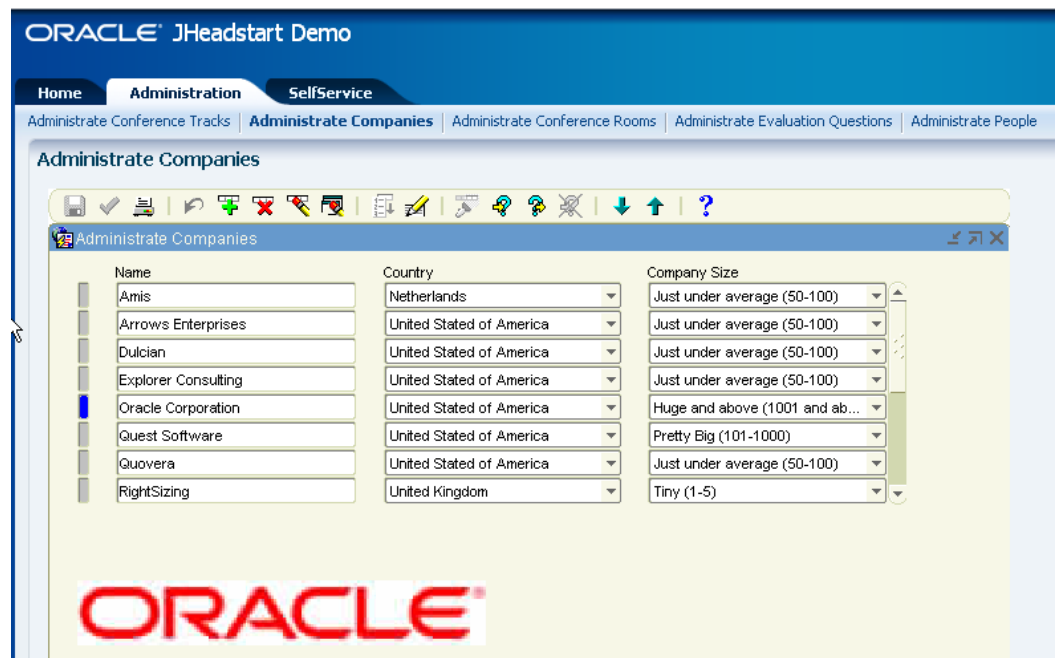 ORACLE JHeadstart Demo
Home Administration SelfService
Administrate Conference Tracks | Administrate Companies | Administrate Conference Rooms | Administrate Evaluation Questions | Administrate People
Administrate Companies
?
Administrate Companies
Name Country Company Size
Amis Netherlands Just under average (50-100)
Arrows Enterprises United Stated of America Just under average (50-100)
Dulcian United Stated of America Just under average (50-100)
Explorer Consulting United Stated of America Just under average (50-100)
Oracle Corporation United Stated of America Huge and above (1001 and ab...
Quest Software United Stated of America Pretty Big (101-1000)
Quovera United Stated of America Just under average (50-100)
RightSizing United Kingdom Tiny (1-5)
ORACLE